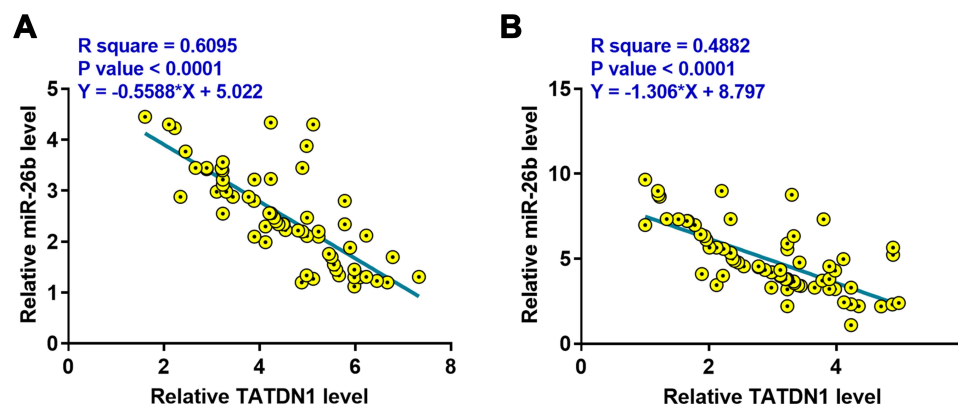 A
R square = 0.6095
P value < 0.0001
Y = -0.5588*X + 5.022
Relative miR-26b level
5
4
3
2
1
0
0 2 4 6 8
Relative TATDN1 level
B
R square = 0.4882
P value < 0.0001
Y = -1.306*X + 8.797
Relative miR-26b level
15
10
5
0
0 2 4
Relative TATDN1 level